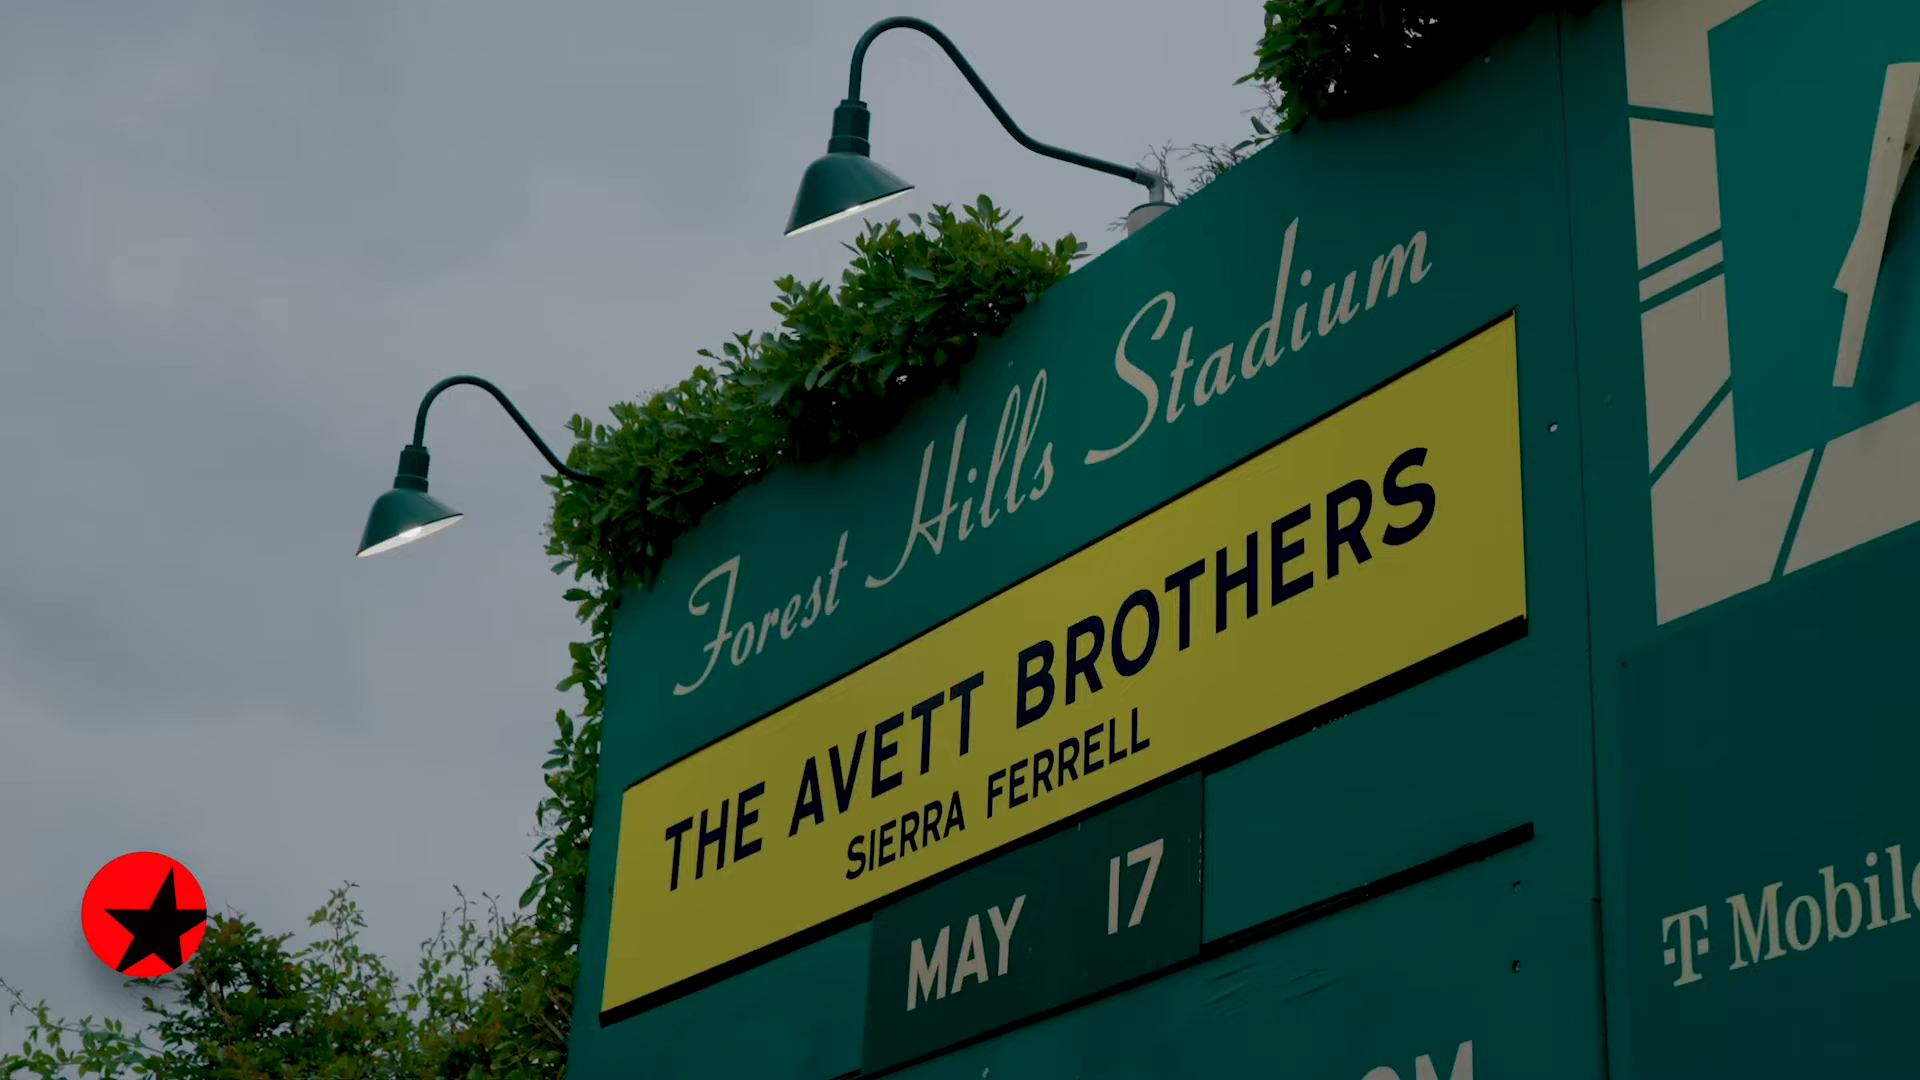 Forest Hills Stadium
THE AVETT BROTHERS
SIERRA FERRELL
MAY 17
T Mobile